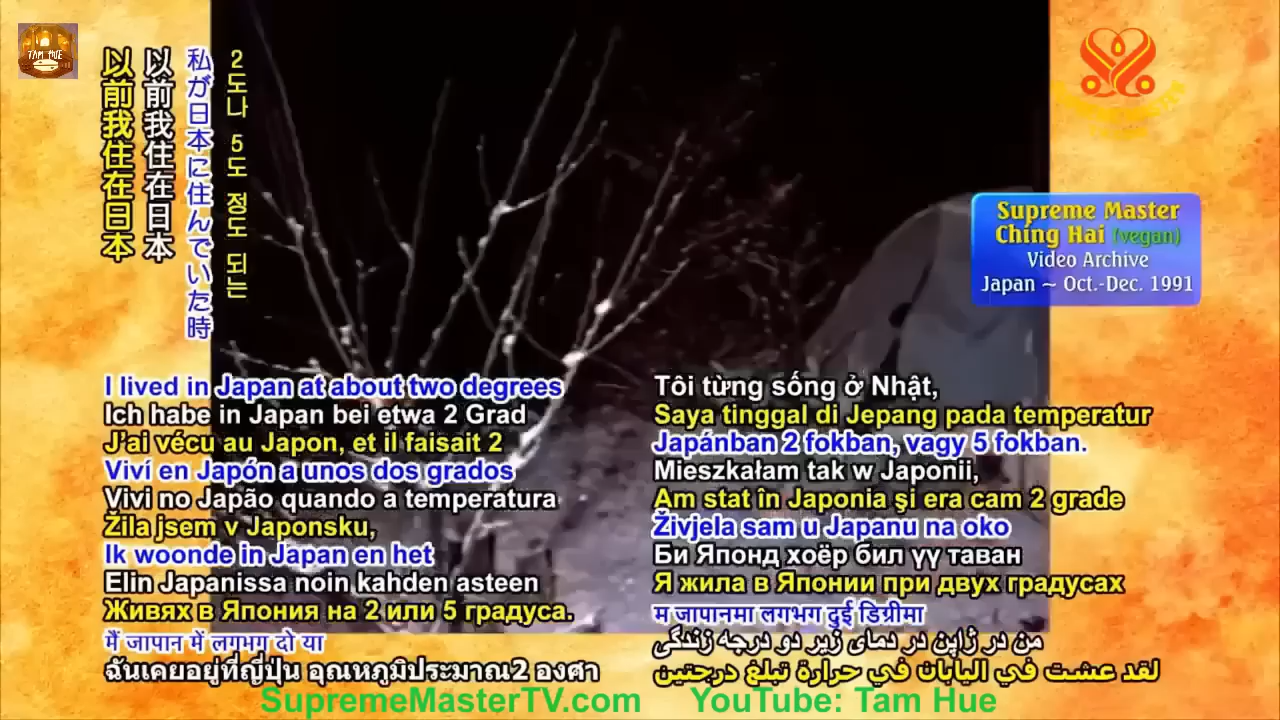 TAM HUE
以前我住在日本
以前我住在日本
私が日本に住んでいた時
2도나 5도 정도 되는
Supreme Master
Ching Hai (vegan)
Video Archive
Japan ~ Oct.-Dec. 1991
I lived in Japan at about two degrees
Ich habe in Japan bei etwa 2 Grad
J'ai vécu au Japon, et il faisait 2
Viví en Japón a unos dos grados
Vivi no Japão quando a temperatura
Žila jsem v Japonsku,
Ik woonde in Japan en het
Elin Japanissa noin kahden asteen
Живях в Япония на 2 или 5 градуса.
मैं जापान में लगभग दो या
ฉันเคยอยู่ที่ญี่ปุ่น อุณหภูมิประมาณ2 องศา
Tôi từng sống ở Nhật,
Saya tinggal di Jepang pada temperatur
Japánban 2 fokban, vagy 5 fokban.
Mieszkałam tak w Japonii,
Am stat în Japonia şi era cam 2 grade
Živjela sam u Japanu na oko
Би Японд хоёр бил үү таван
Я жила в Японии при двух градусах
म जापानमा लगभग दुई डिग्रीमा
من در ژاپن در دمای زیر دو درجه زندگی
لقد عشت في اليابان في حرارة تبلغ درجتين
SupremeMasterTV.com
YouTube: Tam Hue